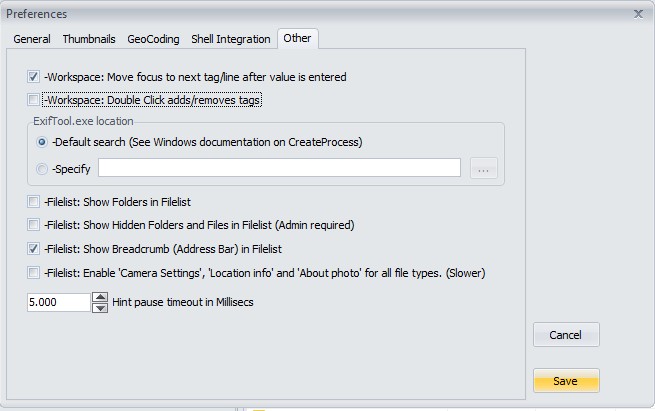 Preferences
General Thumbnails GeoCoding Shell Integration Other
-Workspace: Move focus to next tag/line after value is entered
-Workspace: Double Click adds/removes tags
ExifTool.exe location
-Default search (See Windows documentation on CreateProcess)
-Specify ...
-Filelist: Show Folders in Filelist
-Filelist: Show Hidden Folders and Files in Filelist (Admin required)
-Filelist: Show Breadcrumb (Address Bar) in Filelist
-Filelist: Enable 'Camera Settings', 'Location info' and 'About photo' for all file types. (Slower)
5.000 Hint pause timeout in Millisecs
Cancel
Save